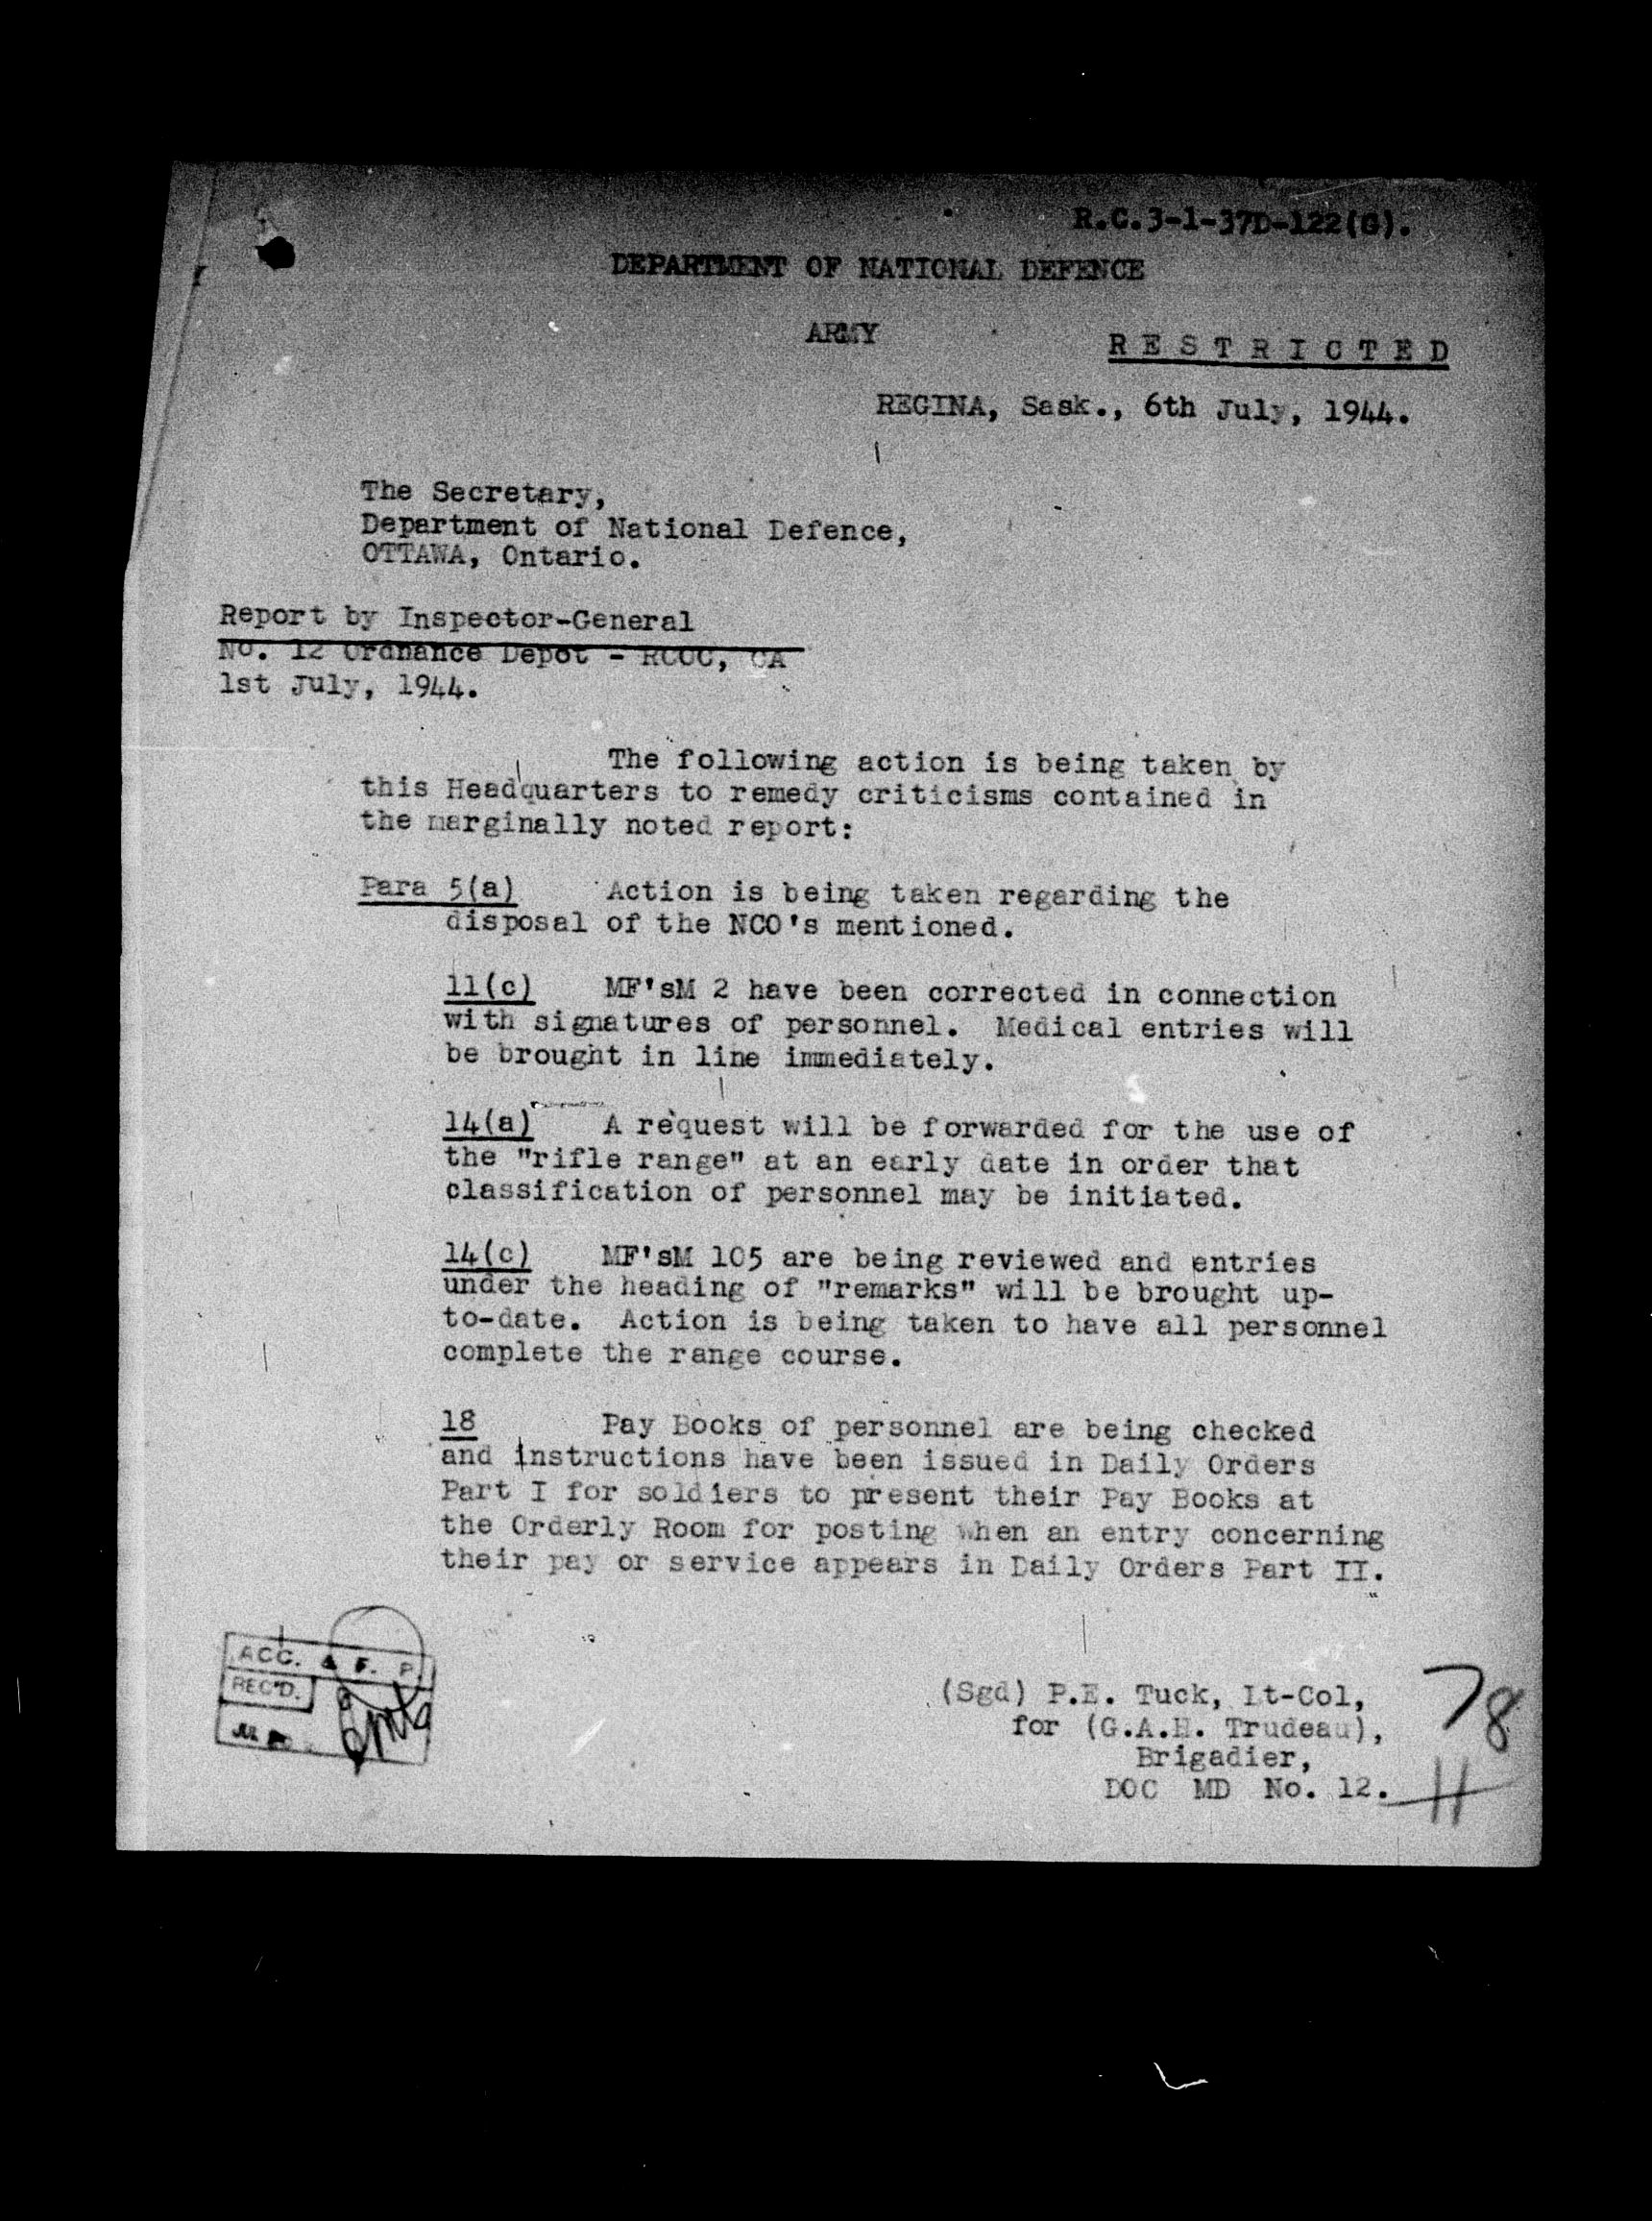 R.C.3-1-37D-122(G).
DEPARTMENT OF NATIONAL DEFENCE
ARMY
RESTRICTED
REGINA, Sask., 6th July, 1944.
The Secretary,
Department of National Defence,
OTTAWA, Ontario.
Report by Inspector-General
No. 12 Ordnance Depot - RCOC, CA
1st July, 1944.
The following action is being taken by
this Headquarters to remedy criticisms contained in
the marginally noted report:
Para 5(a) Action is being taken regarding the
disposal of the NCO's mentioned.
11(c) MF'sM 2 have been corrected in connection
with signatures of personnel. Medical entries will
be brought in line immediately.
14(a) A request will be forwarded for the use of
the "rifle range" at an early date in order that
classification of personnel may be initiated.
14(c) MF'sM 105 are being reviewed and entries
under the heading of "remarks" will be brought up-
to-date. Action is being taken to have all personnel
complete the range course.
18 Pay Books of personnel are being checked
and instructions have been issued in Daily Orders
Part I for soldiers to present their Pay Books at
the Orderly Room for posting when an entry concerning
their pay or service appears in Daily Orders Part II.
ACC. & F. P.
REC'D.
(Sgd) P.E. Tuck, Lt-Col,
for (G.A.H. Trudeau),
Brigadier,
DOC MD No. 12.
78